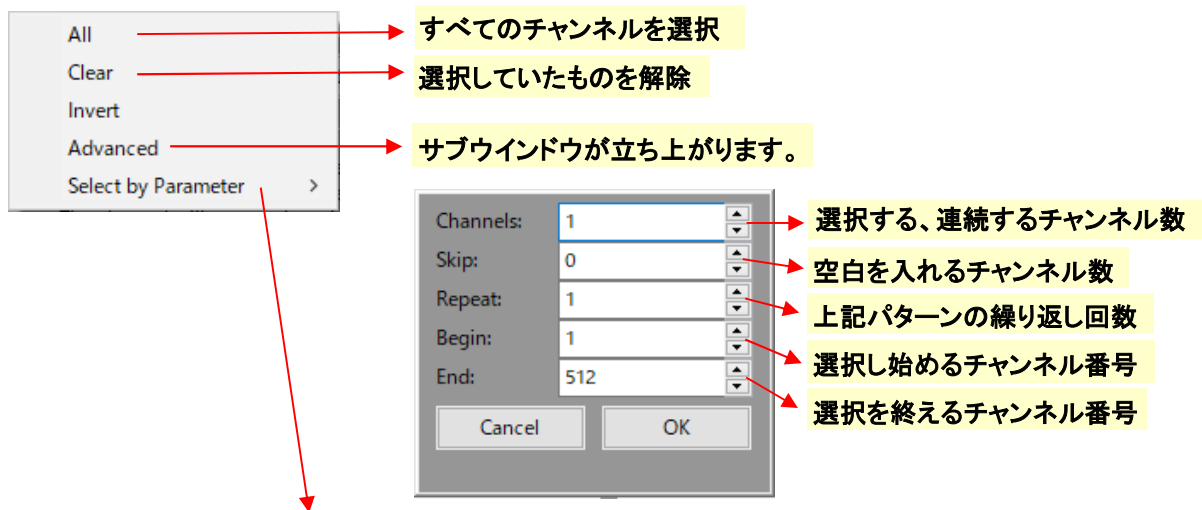 All
すべてのチャンネルを選択
Clear
選択していたものを解除
Invert
Advanced
サブウインドウが立ち上がります。
Select by Parameter >
Channels: 1
選択する、連続するチャンネル数
Skip: 0
空白を入れるチャンネル数
Repeat: 1
上記パターンの繰り返し回数
Begin: 1
選択し始めるチャンネル番号
End: 512
選択を終えるチャンネル番号
Cancel OK